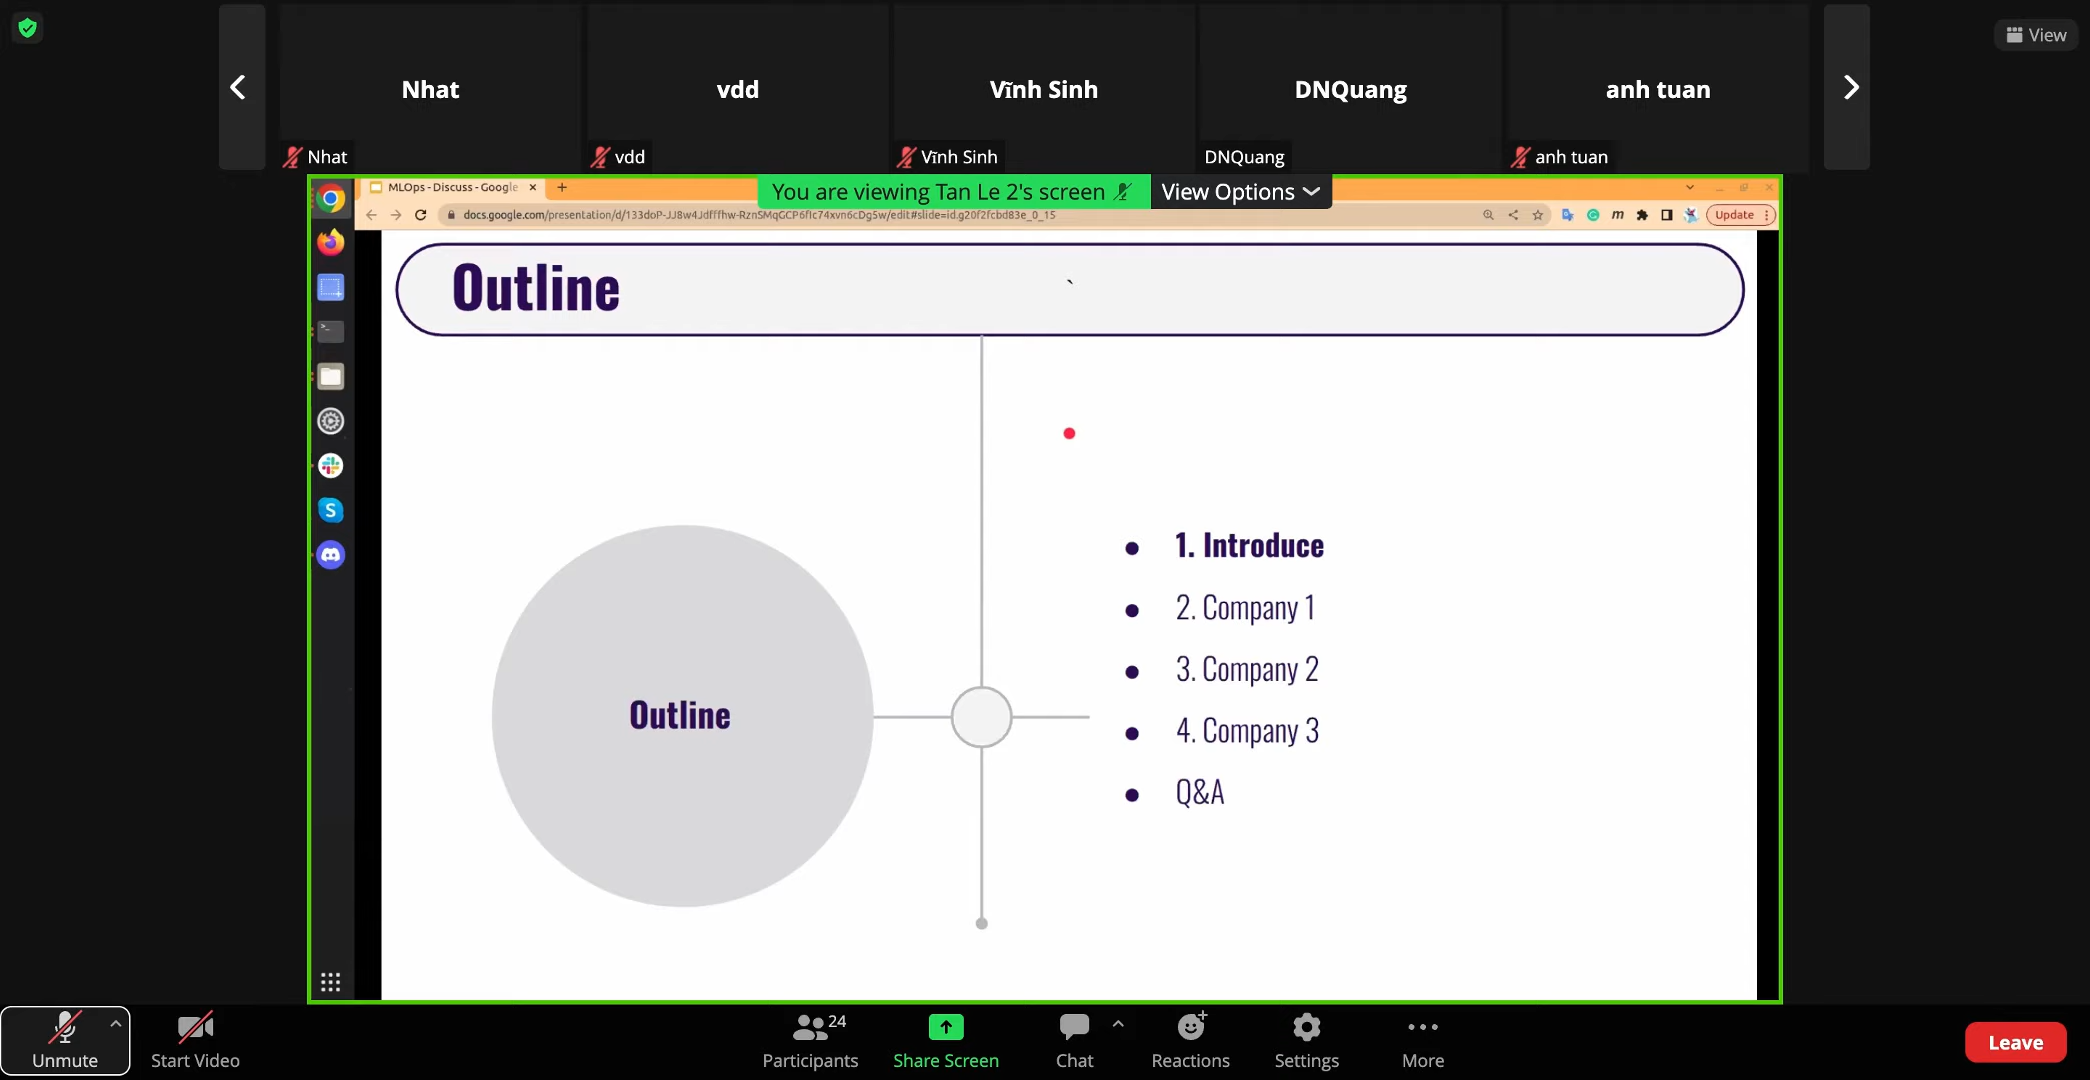 View
Nhat
vdd
Vĩnh Sinh
DNQuang
anh tuan
Nhat
vdd
Vĩnh Sinh
DNQuang
anh tuan
MLOps - Discuss - Google
You are viewing Tan Le 2's screen
View Options
Update
Outline
`
1. Introduce
2. Company 1
3. Company 2
Outline
4. Company 3
Q&A
Unmute
Start Video
24
Participants
Share Screen
Chat
Reactions
Settings
More
Leave